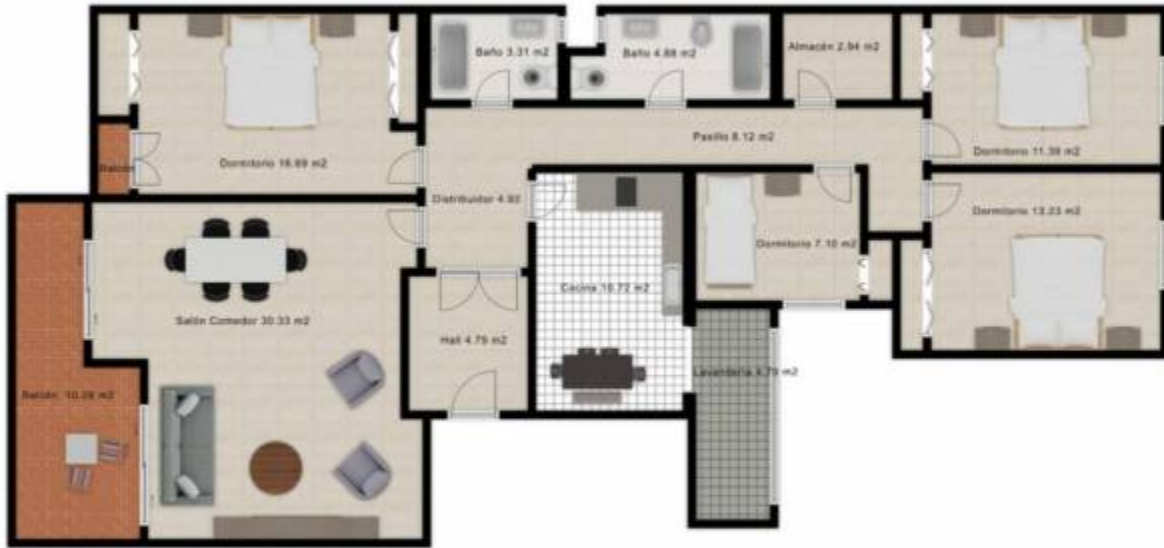 Baño 3.31 m2
Baño 4.88 m2
Almacén 2.94 m2
Dormitorio 16.69 m2
Pasillo 8.12 m2
Dormitorio 11.39 m2
Balcón
Distribuidor 4.92
Dormitorio 13.23 m2
Dormitorio 7.10 m2
Cocina 10.72 m2
Salón Comedor 30.33 m2
Hall 4.79 m2
Lavandería 4.79 m2
Balcón 10.28 m2